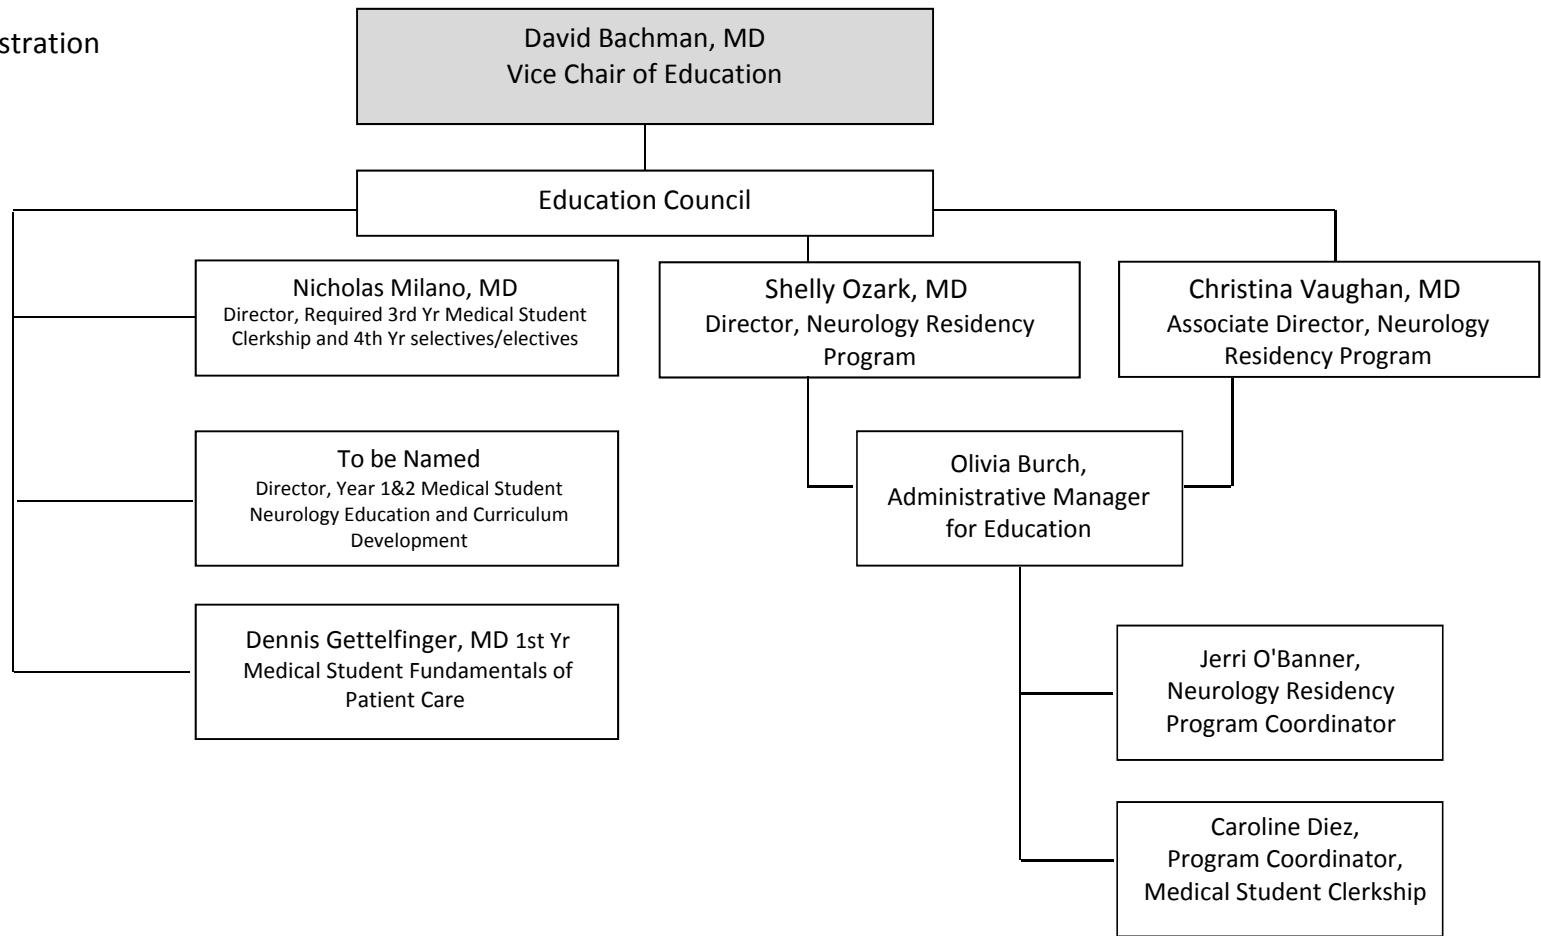 stration
David Bachman, MD
Vice Chair of Education
Education Council
Nicholas Milano, MD
Director, Required 3rd Yr Medical Student
Clerkship and 4th Yr selectives/electives
Shelly Ozark, MD
Director, Neurology Residency
Program
Christina Vaughan, MD
Associate Director, Neurology
Residency Program
To be Named
Director, Year 1&2 Medical Student
Neurology Education and Curriculum
Development
Olivia Burch,
Administrative Manager
for Education
Dennis Gettelfinger, MD 1st Yr
Medical Student Fundamentals of
Patient Care
Jerri O'Banner,
Neurology Residency
Program Coordinator
Caroline Diez,
Program Coordinator,
Medical Student Clerkship